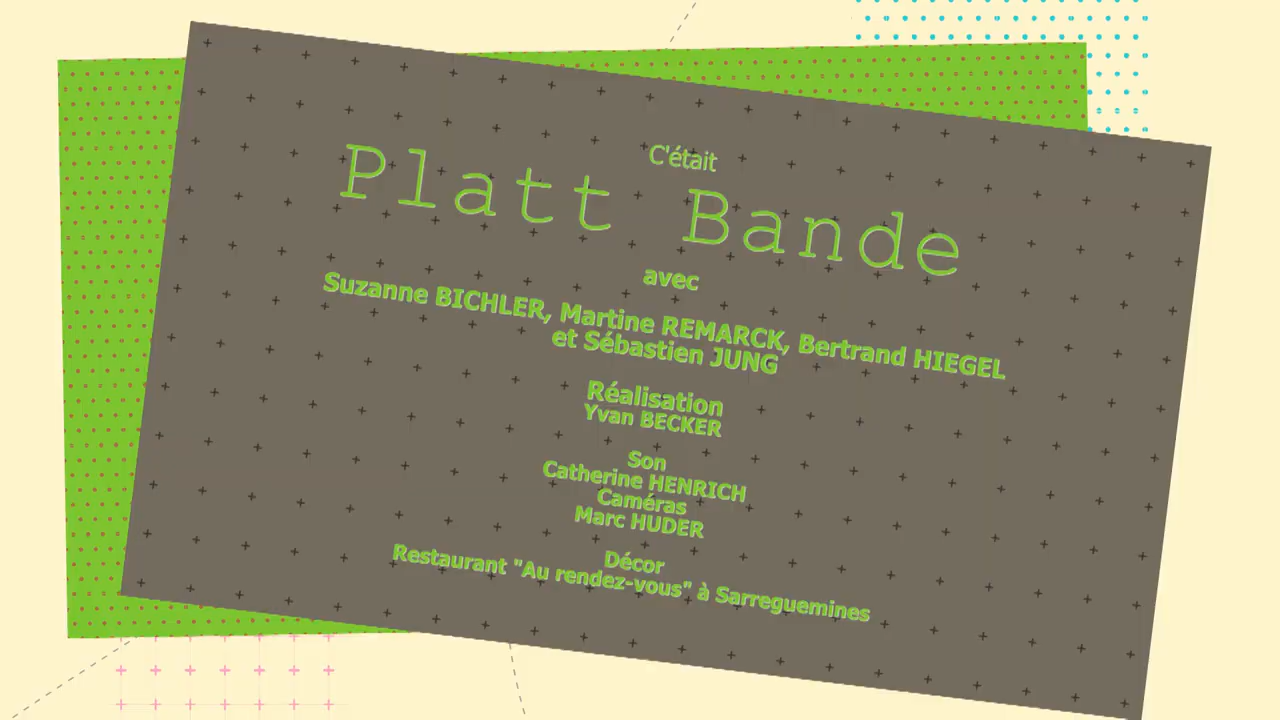 C'était
Platt Bande
avec
Suzanne BICHLER, Martine REMARCK, Bertrand HIEGEL
et Sébastien JUNG
Réalisation
Yvan BECKER
Son
Catherine HENRICH
Caméras
Marc HUDER
Décor
Restaurant "Au rendez-vous" à Sarreguemines